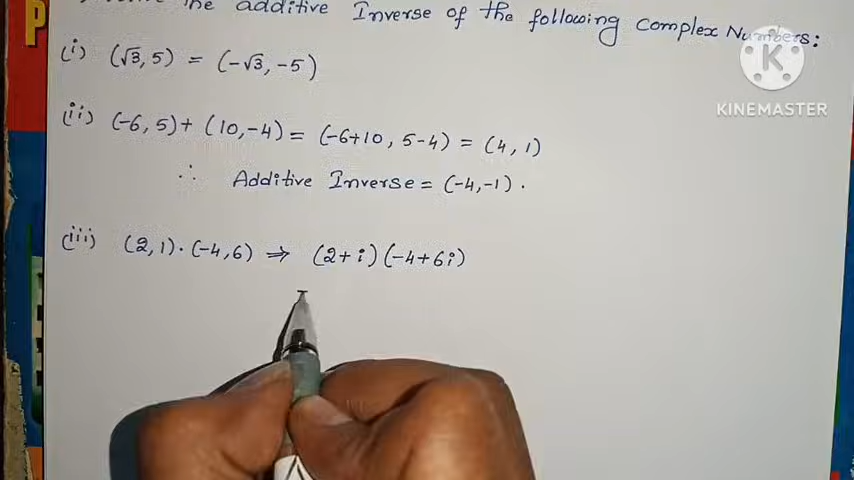 the additive Inverse of the following Complex Numbers:
(i) (√3, 5) = (-√3, -5)
(ii) (-6, 5) + (10, -4) = (-6+10, 5-4) = (4, 1)
∴ Additive Inverse = (-4, -1).
(iii) (2, 1) · (-4, 6) ⇒ (2+i)(-4+6i)
KINEMASTER